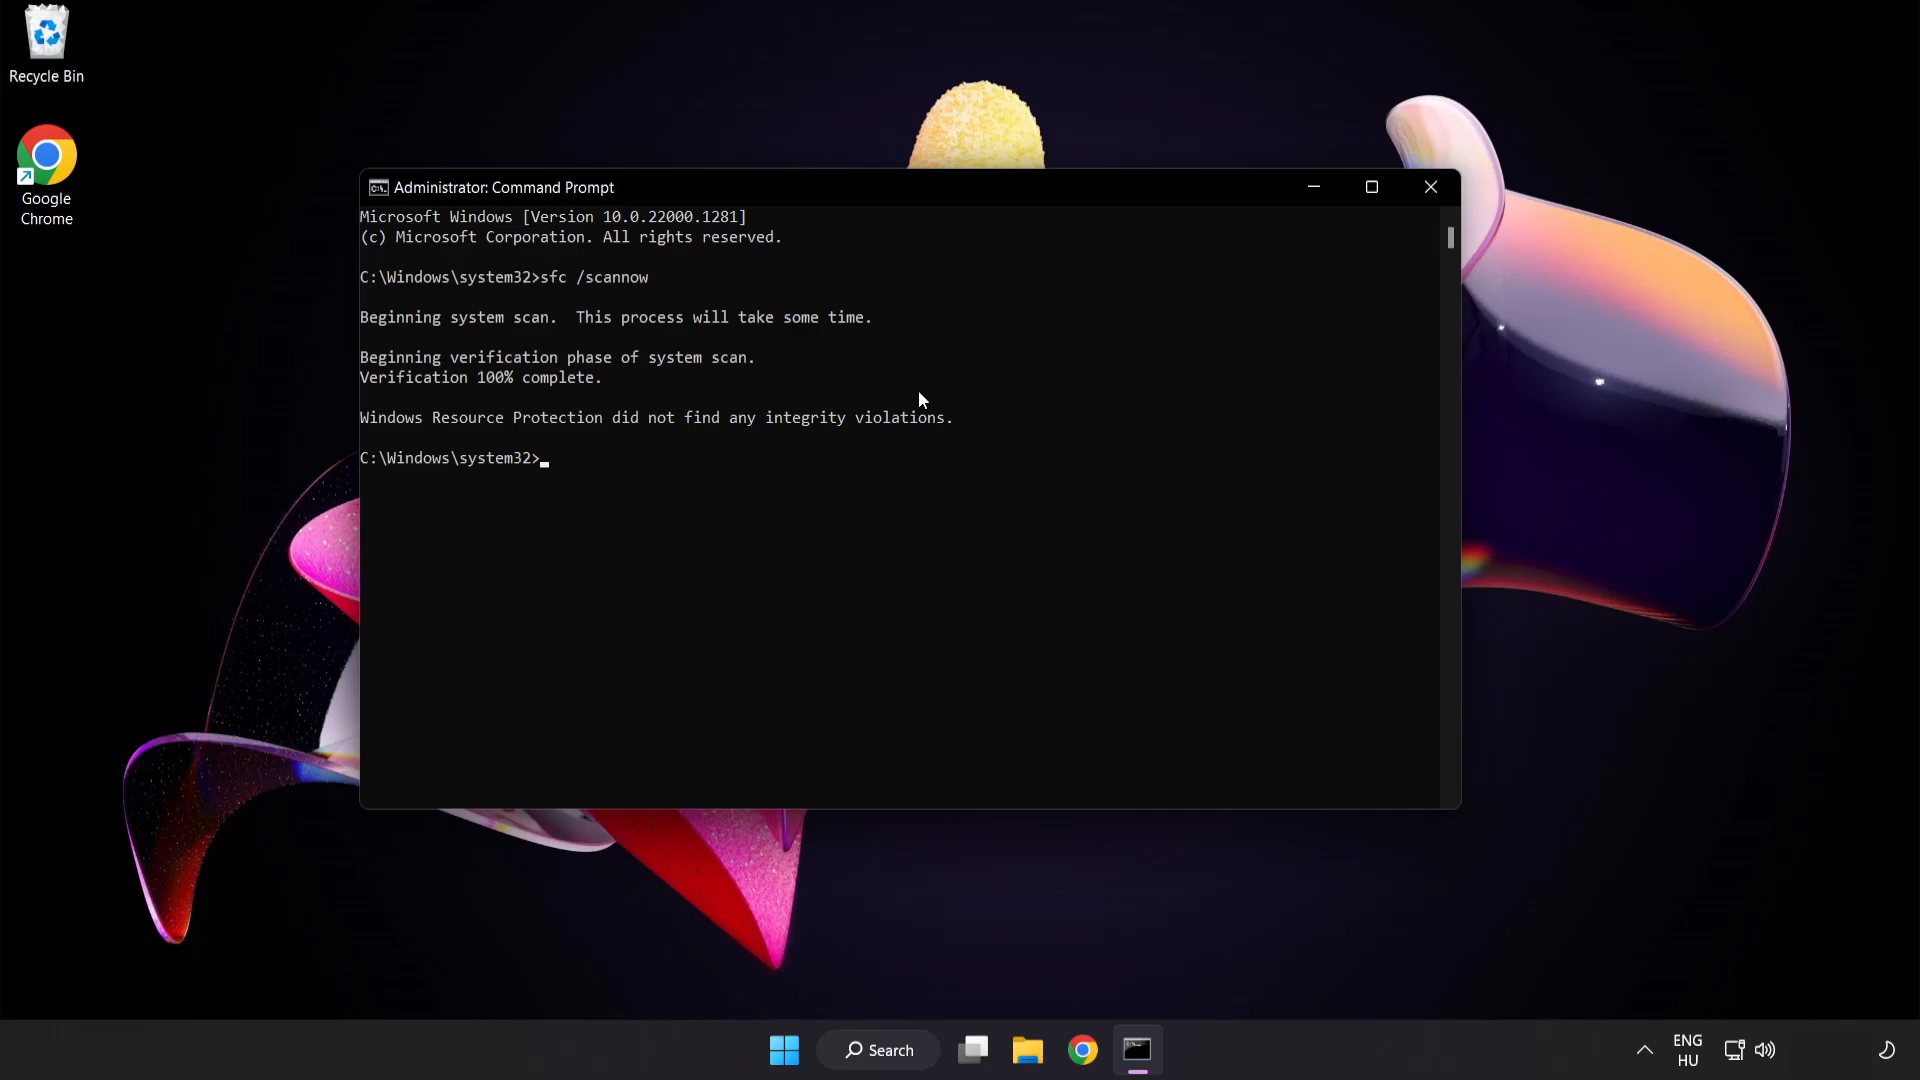 Recycle Bin
Google
Chrome
Administrator: Command Prompt
Microsoft Windows [Version 10.0.22000.1281]
(c) Microsoft Corporation. All rights reserved.
C:\Windows\system32>sfc /scannow
Beginning system scan.  This process will take some time.
Beginning verification phase of system scan.
Verification 100% complete.
Windows Resource Protection did not find any integrity violations.
C:\Windows\system32>
Search
ENG
HU